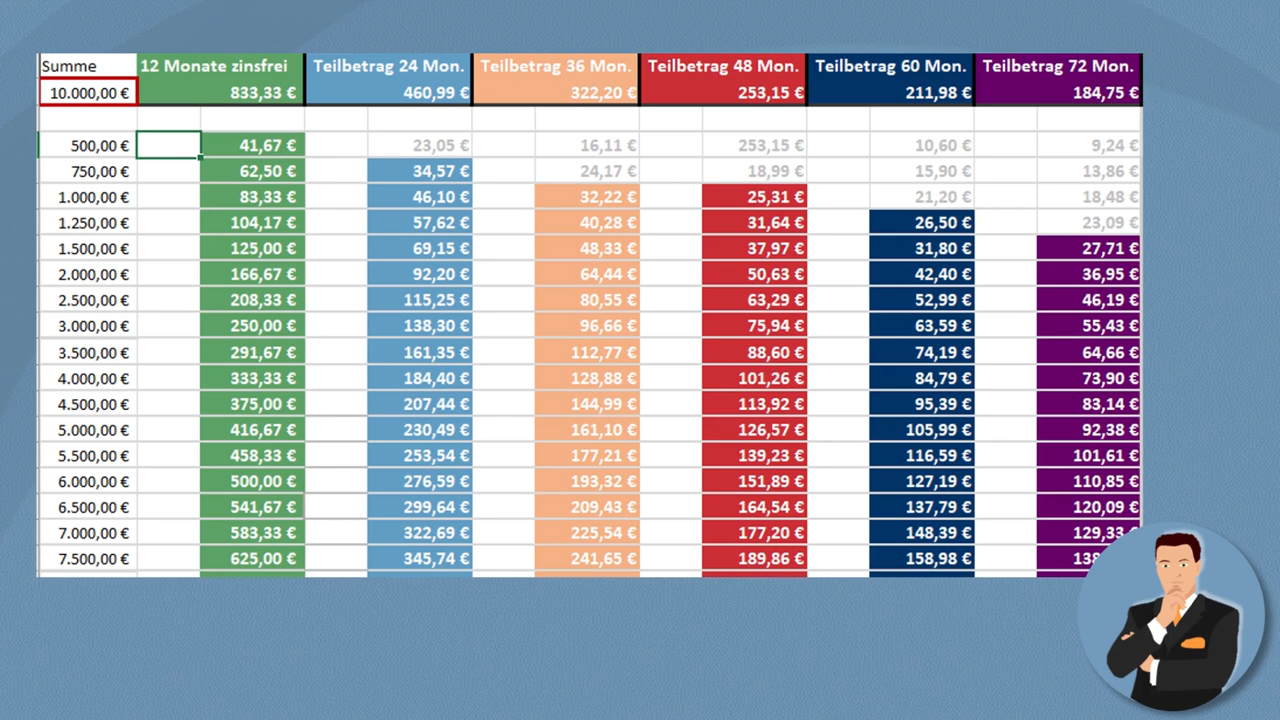 Summe 12 Monate zinsfrei Teilbetrag 24 Mon. Teilbetrag 36 Mon. Teilbetrag 48 Mon. Teilbetrag 60 Mon. Teilbetrag 72 Mon.
10.000,00 € 833,33 € 460,99 € 322,20 € 253,15 € 211,98 € 184,75 €
500,00 € 41,67 € 23,05 € 16,11 € 253,15 € 10,60 € 9,24 €
750,00 € 62,50 € 34,57 € 24,17 € 18,99 € 15,90 € 13,86 €
1.000,00 € 83,33 € 46,10 € 32,22 € 25,31 € 21,20 € 18,48 €
1.250,00 € 104,17 € 57,62 € 40,28 € 31,64 € 26,50 € 23,09 €
1.500,00 € 125,00 € 69,15 € 48,33 € 37,97 € 31,80 € 27,71 €
2.000,00 € 166,67 € 92,20 € 64,44 € 50,63 € 42,40 € 36,95 €
2.500,00 € 208,33 € 115,25 € 80,55 € 63,29 € 52,99 € 46,19 €
3.000,00 € 250,00 € 138,30 € 96,66 € 75,94 € 63,59 € 55,43 €
3.500,00 € 291,67 € 161,35 € 112,77 € 88,60 € 74,19 € 64,66 €
4.000,00 € 333,33 € 184,40 € 128,88 € 101,26 € 84,79 € 73,90 €
4.500,00 € 375,00 € 207,44 € 144,99 € 113,92 € 95,39 € 83,14 €
5.000,00 € 416,67 € 230,49 € 161,10 € 126,57 € 105,99 € 92,38 €
5.500,00 € 458,33 € 253,54 € 177,21 € 139,23 € 116,59 € 101,61 €
6.000,00 € 500,00 € 276,59 € 193,32 € 151,89 € 127,19 € 110,85 €
6.500,00 € 541,67 € 299,64 € 209,43 € 164,54 € 137,79 € 120,09 €
7.000,00 € 583,33 € 322,69 € 225,54 € 177,20 € 148,39 € 129,33 €
7.500,00 € 625,00 € 345,74 € 241,65 € 189,86 € 158,98 €